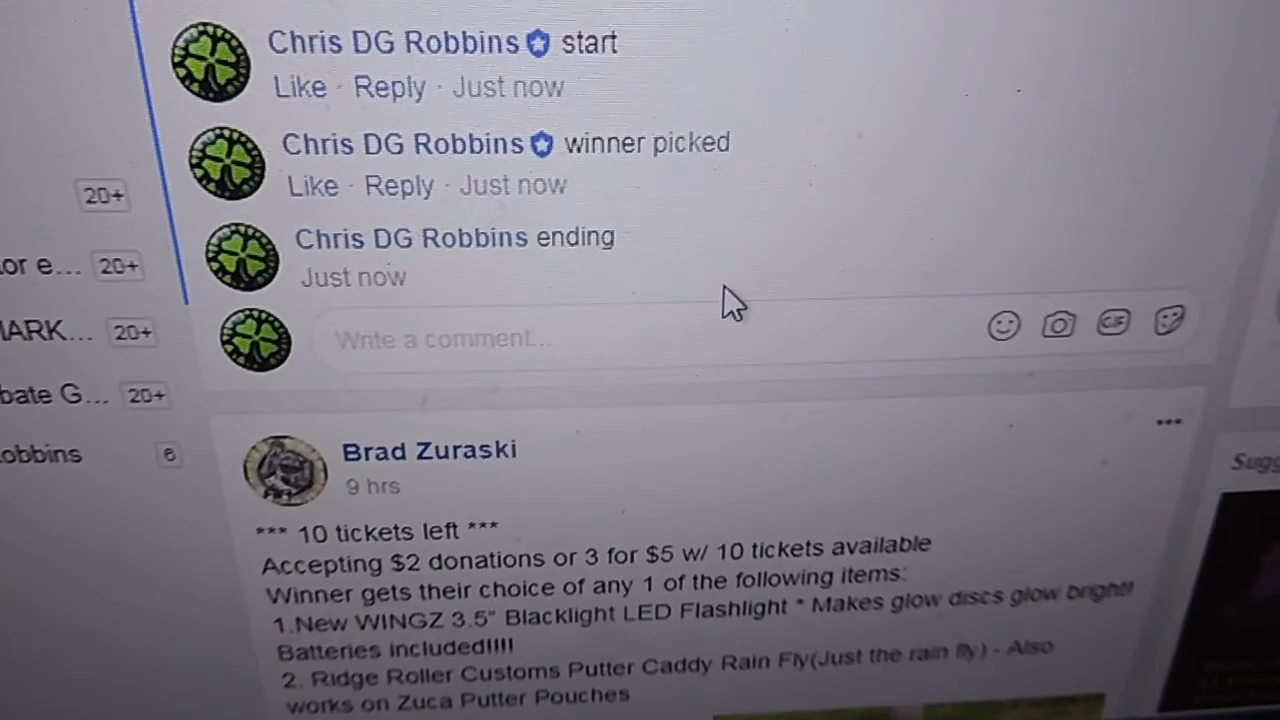 Chris DG Robbins start
Like · Reply · Just now
Chris DG Robbins winner picked
Like · Reply · Just now
20+
Chris DG Robbins ending
or e... 20+
Just now
ARK... 20+
Write a comment...
GIF
bate G... 20+
obbins 6
Brad Zuraski
9 hrs
Sugg
*** 10 tickets left ***
Accepting $2 donations or 3 for $5 w/ 10 tickets available
Winner gets their choice of any 1 of the following items:
1.New WINGZ 3.5" Blacklight LED Flashlight * Makes glow discs glow bright!!
Batteries included!!!!
2. Ridge Roller Customs Putter Caddy Rain Fly(Just the rain fly) - Also
works on Zuca Putter Pouches